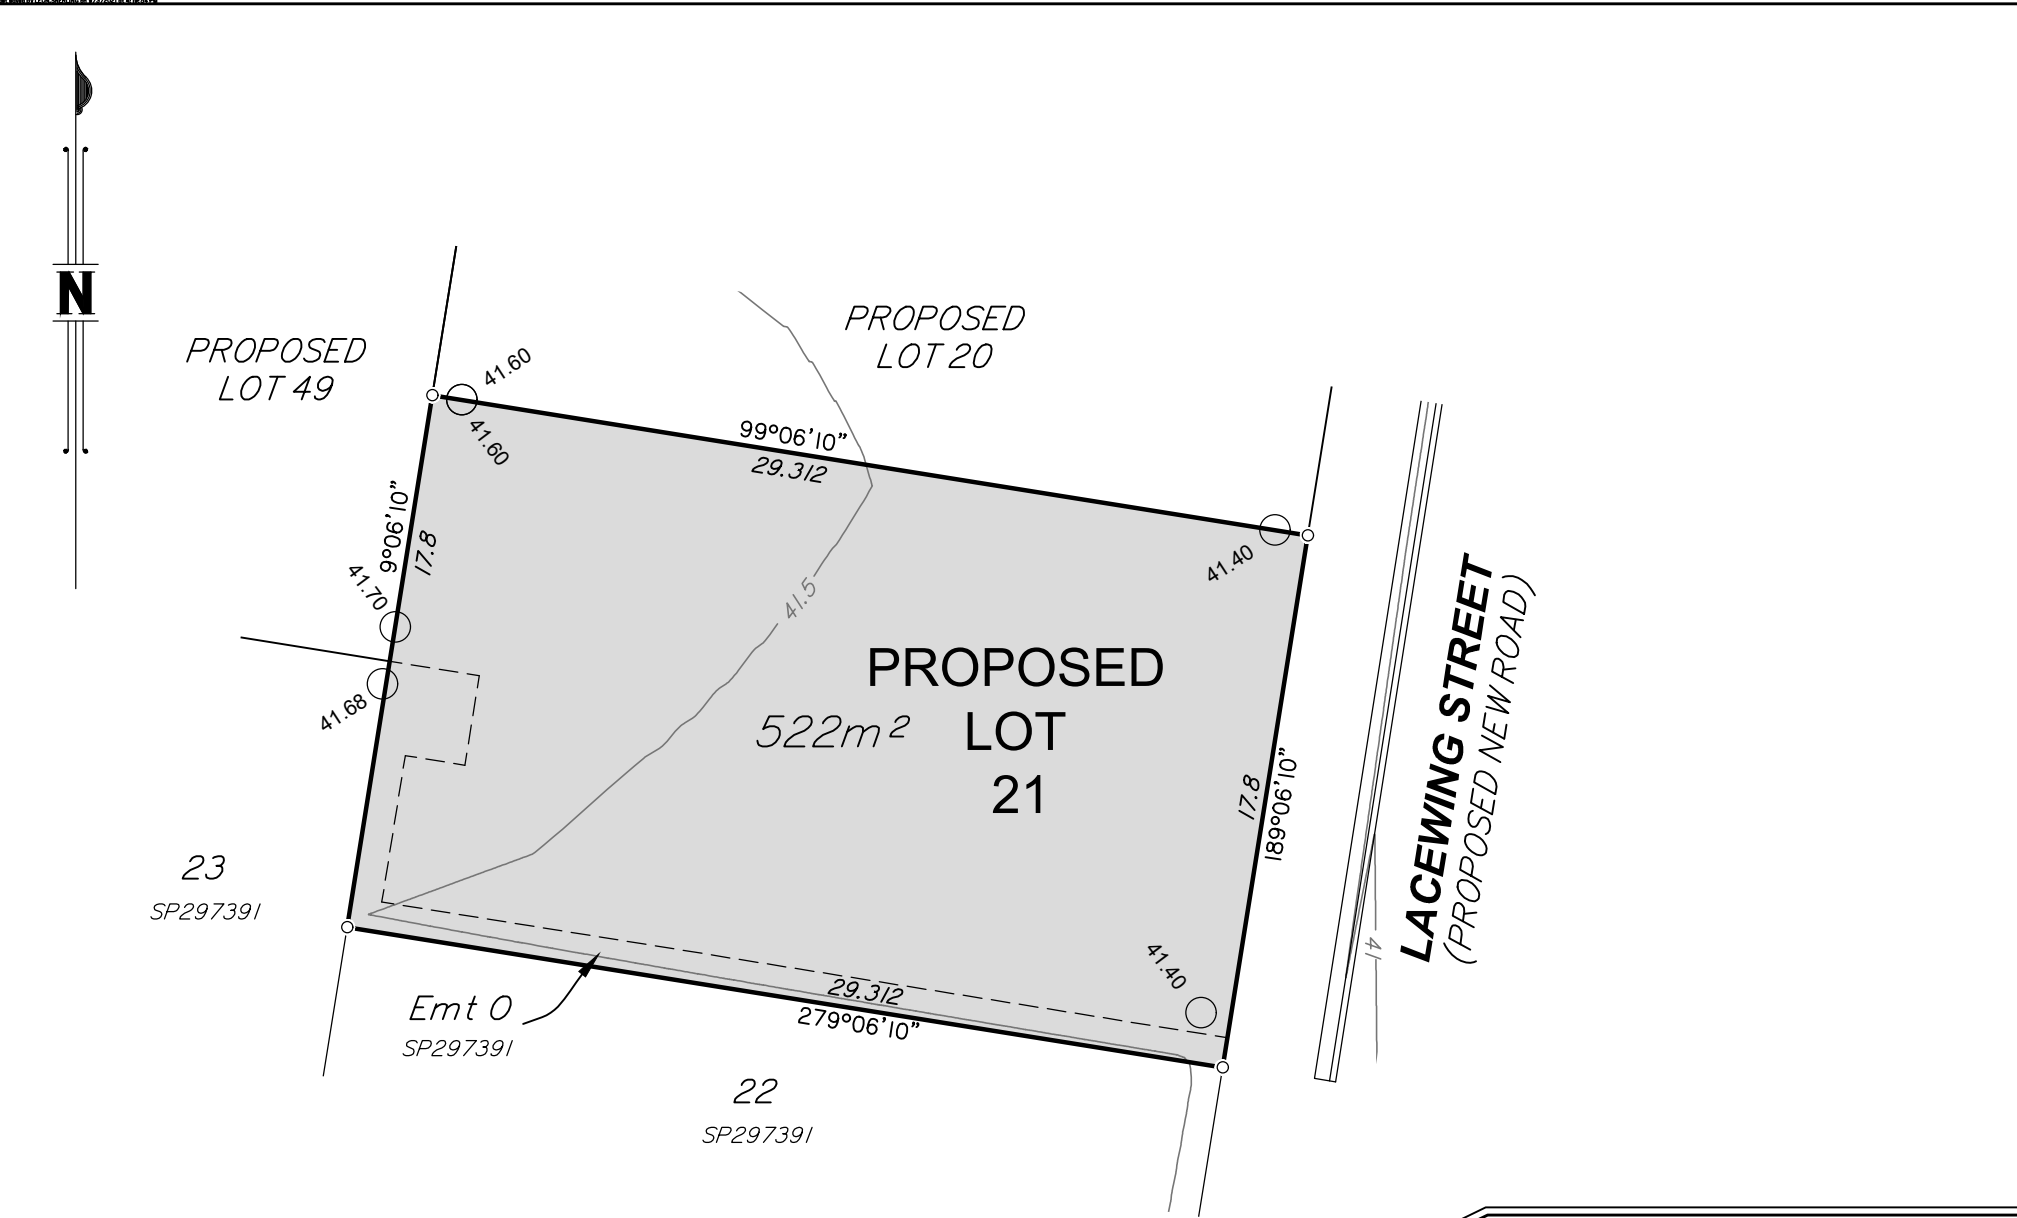 N
PROPOSED
LOT 49
PROPOSED
LOT 20
41.60
41.60
99°06'10"
29.312
9°06'10"
17.8
41.70
41.68
41.40
41.5
PROPOSED
LOT
21
522m²
17.8
189°06'10"
LACEWING STREET
(PROPOSED NEW ROAD)
41
23
SP297391
41.40
29.312
279°06'10"
Emt O
SP297391
22
SP297391